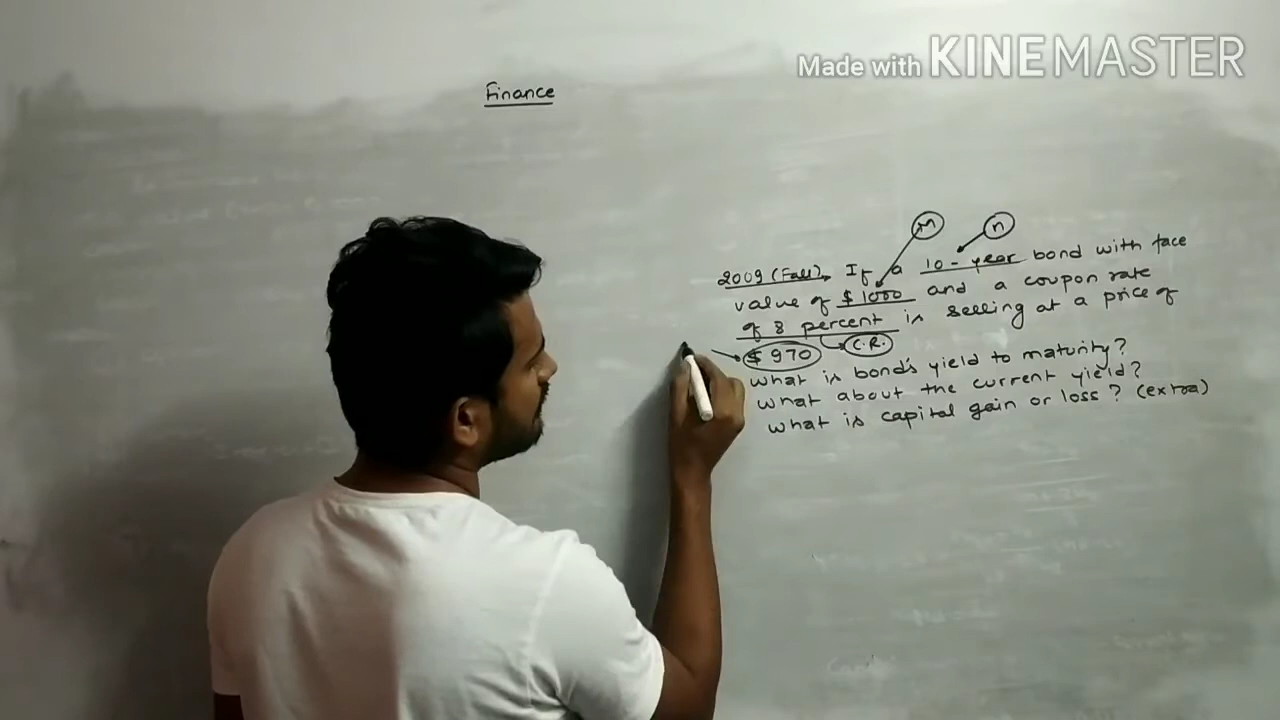 Made with KINEMASTER
Finance
m n
2009 (Fall). If a 10-year bond with face
value of $1000 and a coupon rate
of 8 percent is selling at a price of
$970 C.R.
What is bond's yield to maturity?
What about the current yield?
What is capital gain or loss? (extra)